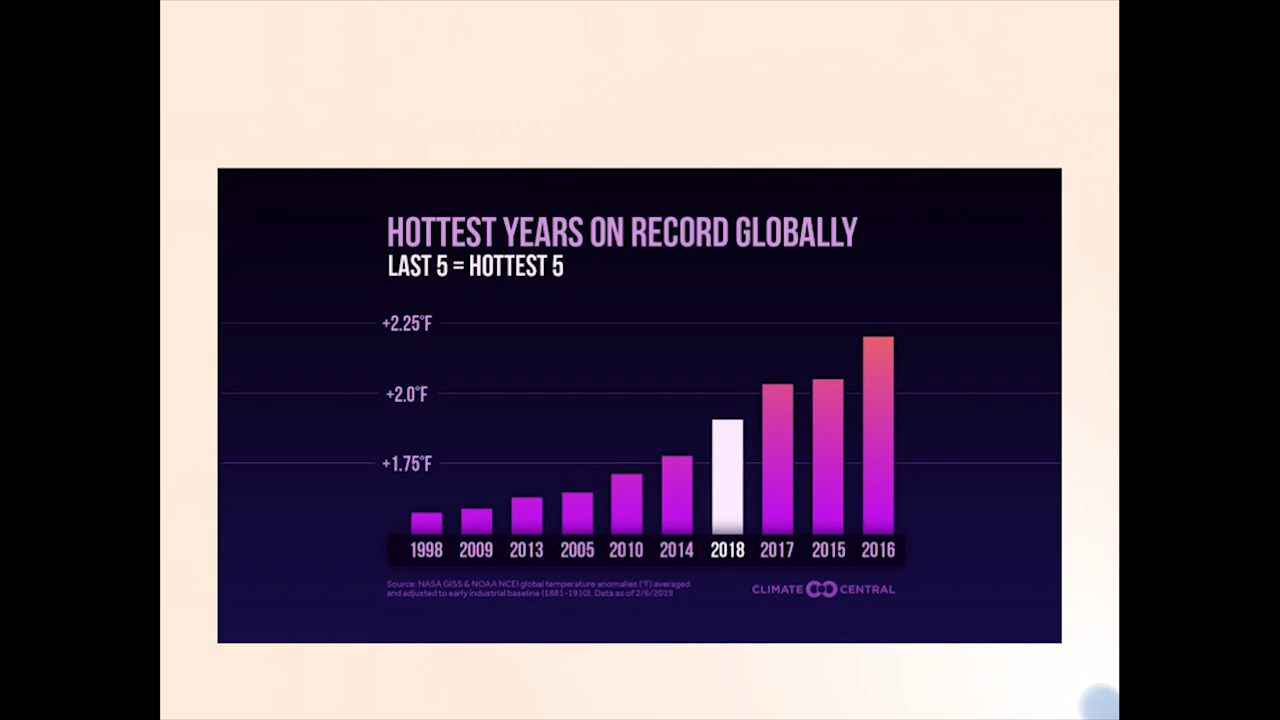 HOTTEST YEARS ON RECORD GLOBALLY
LAST 5 = HOTTEST 5
+2.25°F
+2.0°F
+1.75°F
1998 2009 2013 2005 2010 2014 2018 2017 2015 2016
Source: NASA GISS & NOAA NCEI global temperature anomalies (°F) averaged
and adjusted to early industrial baseline (1881-1910). Data as of 2/6/2019
CLIMATE CENTRAL